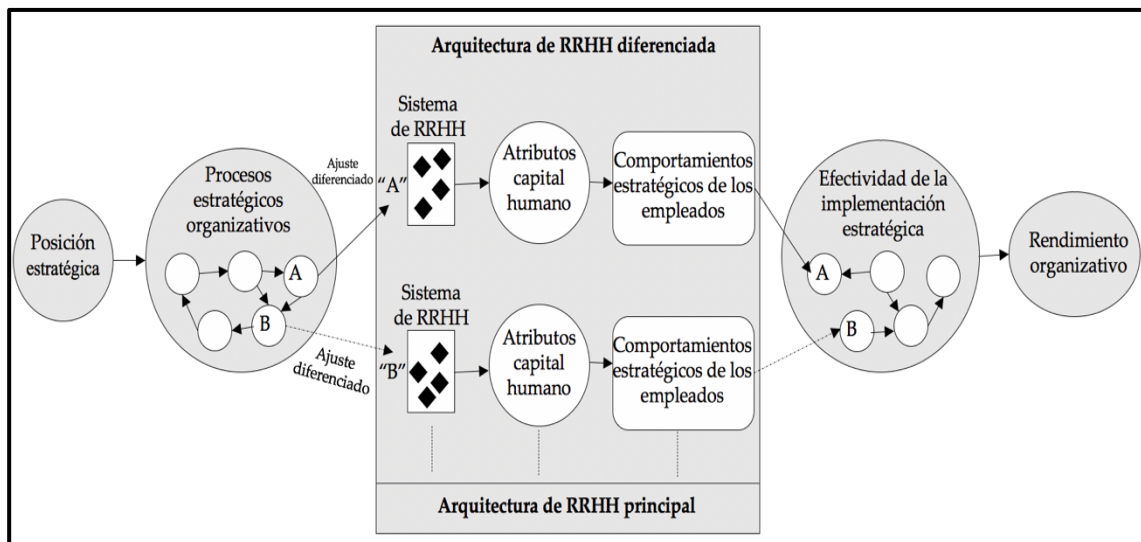 Arquitectura de RRHH diferenciada
Posición
estratégica
Procesos
estratégicos
organizativos
A
B
Ajuste
diferenciado
Sistema
de RRHH
“A”
Atributos
capital
humano
Comportamientos
estratégicos de los
empleados
Ajuste
diferenciado
Sistema
de RRHH
“B”
Atributos
capital
humano
Comportamientos
estratégicos de los
empleados
Efectividad de la
implementación
estratégica
A
B
Rendimiento
organizativo
Arquitectura de RRHH principal